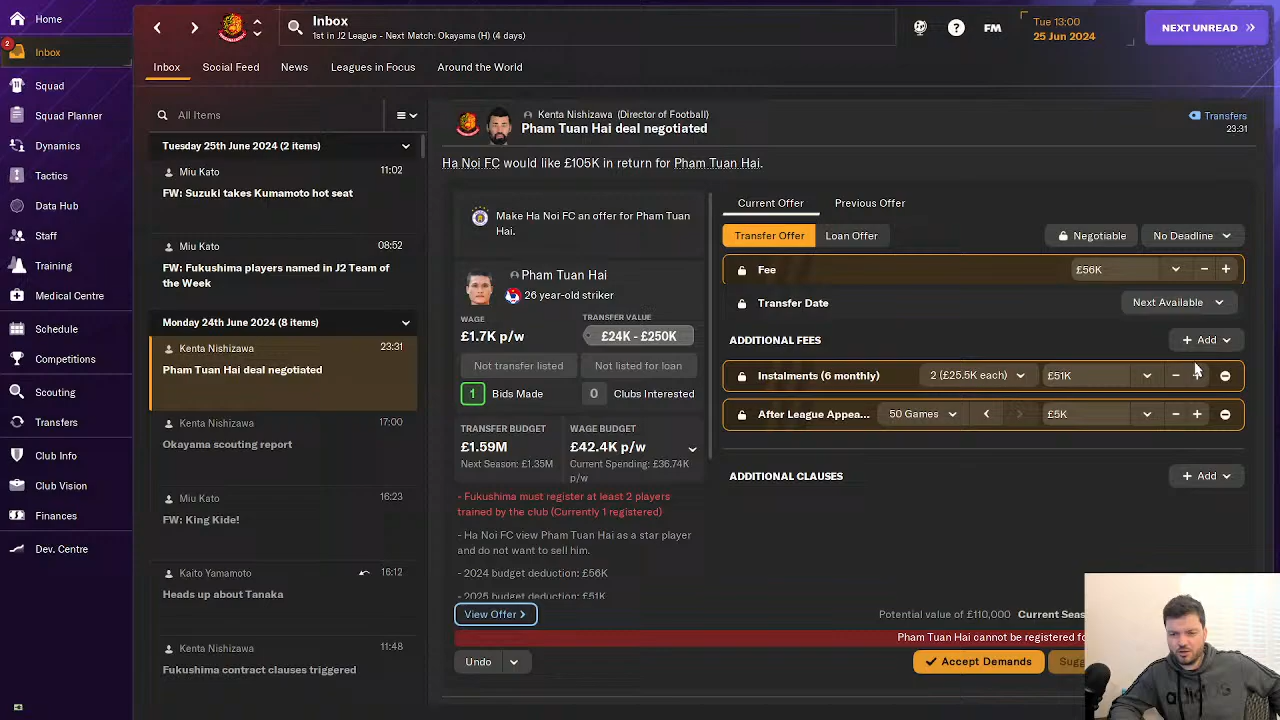 Home
2
Inbox
Squad
Squad Planner
Dynamics
Tactics
Data Hub
Staff
Training
Medical Centre
Schedule
Competitions
Scouting
Transfers
Club Info
Club Vision
Finances
Dev. Centre
Inbox
1st in J2 League - Next Match: Okayama (H) (4 days)
?
FM
Tue 13:00
25 Jun 2024
NEXT UNREAD
Inbox
Social Feed
News
Leagues in Focus
Around the World
All Items
Tuesday 25th June 2024 (2 items)
Miu Kato
11:02
FW: Suzuki takes Kumamoto hot seat
Miu Kato
08:52
FW: Fukushima players named in J2 Team of
the Week
Monday 24th June 2024 (8 items)
Kenta Nishizawa
23:31
Pham Tuan Hai deal negotiated
Kenta Nishizawa
17:00
Okayama scouting report
Miu Kato
16:23
FW: King Kide!
Kaito Yamamoto
16:12
Heads up about Tanaka
Kenta Nishizawa
11:48
Fukushima contract clauses triggered
Kenta Nishizawa (Director of Football)
Pham Tuan Hai deal negotiated
Transfers
23:31
Ha Noi FC would like £105K in return for Pham Tuan Hai.
Make Ha Noi FC an offer for Pham Tuan
Hai.
Pham Tuan Hai
26 year-old striker
WAGE
£1.7K p/w
TRANSFER VALUE
£24K - £250K
Not transfer listed
Not listed for loan
1 Bids Made
0 Clubs Interested
TRANSFER BUDGET
£1.59M
Next Season: £1.35M
WAGE BUDGET
£42.4K p/w
Current Spending: £36.74K
p/w
- Fukushima must register at least 2 players
trained by the club (Currently 1 registered)
- Ha Noi FC view Pham Tuan Hai as a star player
and do not want to sell him.
- 2024 budget deduction: £56K
- 2025 budget deduction: £51K
View Offer >
Current Offer
Previous Offer
Transfer Offer
Loan Offer
Negotiable
No Deadline
Fee
£56K
Transfer Date
Next Available
ADDITIONAL FEES
+ Add
Instalments (6 monthly)
2 (£25.5K each)
£51K
After League Appea...
50 Games
£5K
ADDITIONAL CLAUSES
+ Add
Potential value of £110,000 Current Seas
Pham Tuan Hai cannot be registered fo
Undo
Accept Demands
Sugg
adidas